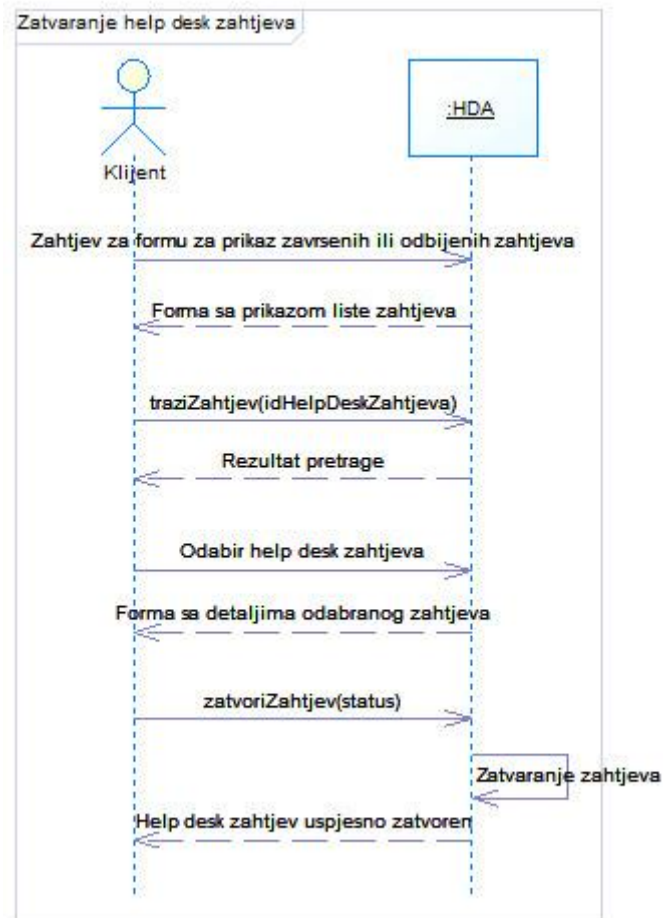 Zatvaranje help desk zahtjeva
:HDA
Klijent
Zahtjev za formu za prikaz zavrsenih ili odbijenih zahtjeva
Forma sa prikazom liste zahtjeva
traziZahtjev(idHelpDeskZahtjeva)
Rezultat pretrage
Odabir help desk zahtjeva
Forma sa detaljima odabranog zahtjeva
zatvoriZahtjev(status)
Zatvaranje zahtjeva
Help desk zahtjev uspjesno zatvoren